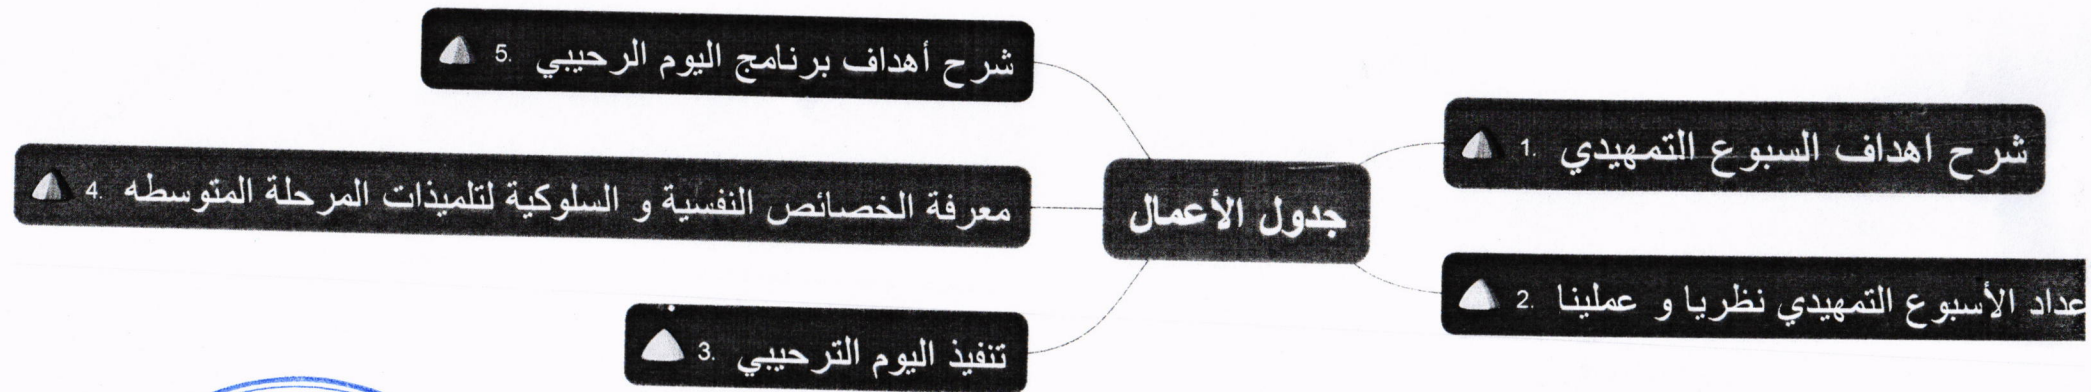 جدول الأعمال
1. شرح اهداف السبوع التمهيدي
2. عداد الأسبوع التمهيدي نظريا و عملينا
3. تنفيذ اليوم الترحيبي
4. معرفة الخصائص النفسية و السلوكية لتلميذات المرحلة المتوسطه
5. شرح أهداف برنامج اليوم الرحيبي